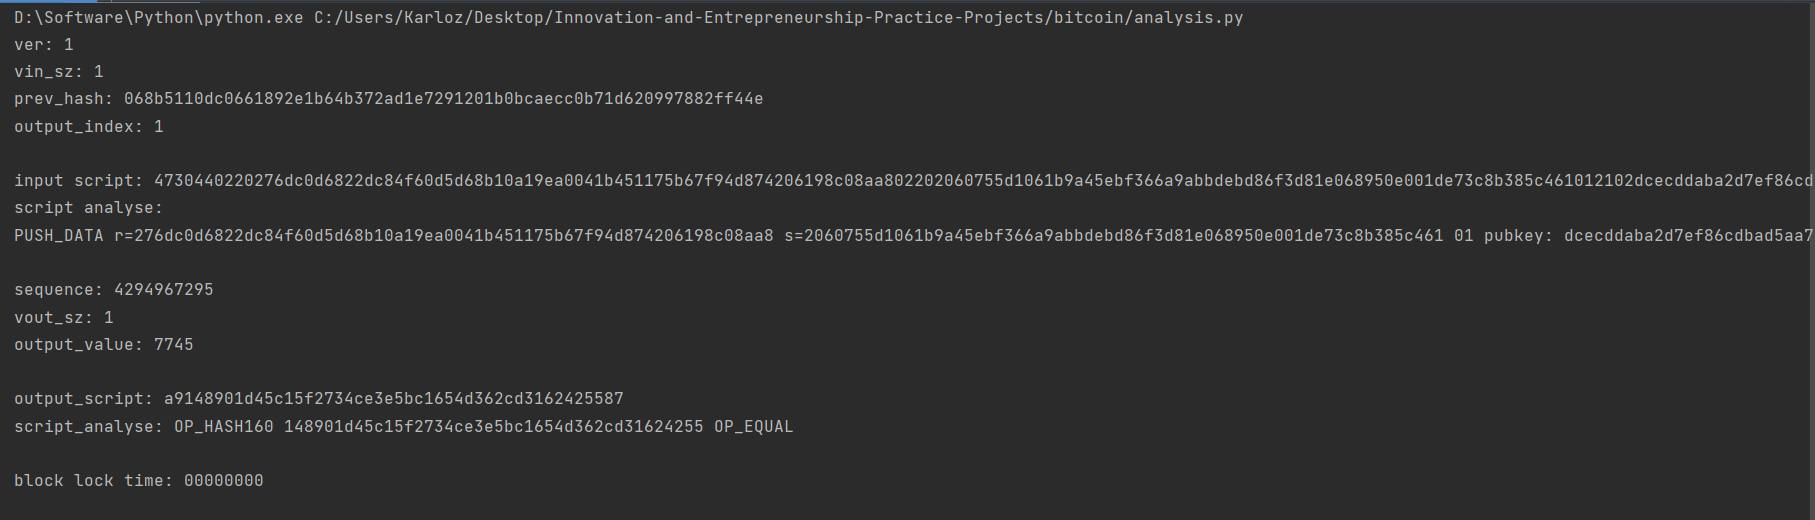 D:\Software\Python\python.exe C:/Users/Karloz/Desktop/Innovation-and-Entrepreneurship-Practice-Projects/bitcoin/analysis.py
ver: 1
vin_sz: 1
prev_hash: 068b5110dc0661892e1b64b372ad1e7291201b0bcaecc0b71d620997882ff44e
output_index: 1
input script: 4730440220276dc0d6822dc84f60d5d68b10a19ea0041b451175b67f94d874206198c08aa802202060755d1061b9a45ebf366a9abbdebd86f3d81e068950e001de73c8b385c461012102dcecddaba2d7ef86cd
script analyse:
PUSH_DATA r=276dc0d6822dc84f60d5d68b10a19ea0041b451175b67f94d874206198c08aa8 s=2060755d1061b9a45ebf366a9abbdebd86f3d81e068950e001de73c8b385c461 01 pubkey: dcecddaba2d7ef86cdbad5aa7
sequence: 4294967295
vout_sz: 1
output_value: 7745
output_script: a9148901d45c15f2734ce3e5bc1654d362cd3162425587
script_analyse: OP_HASH160 148901d45c15f2734ce3e5bc1654d362cd31624255 OP_EQUAL
block lock time: 00000000